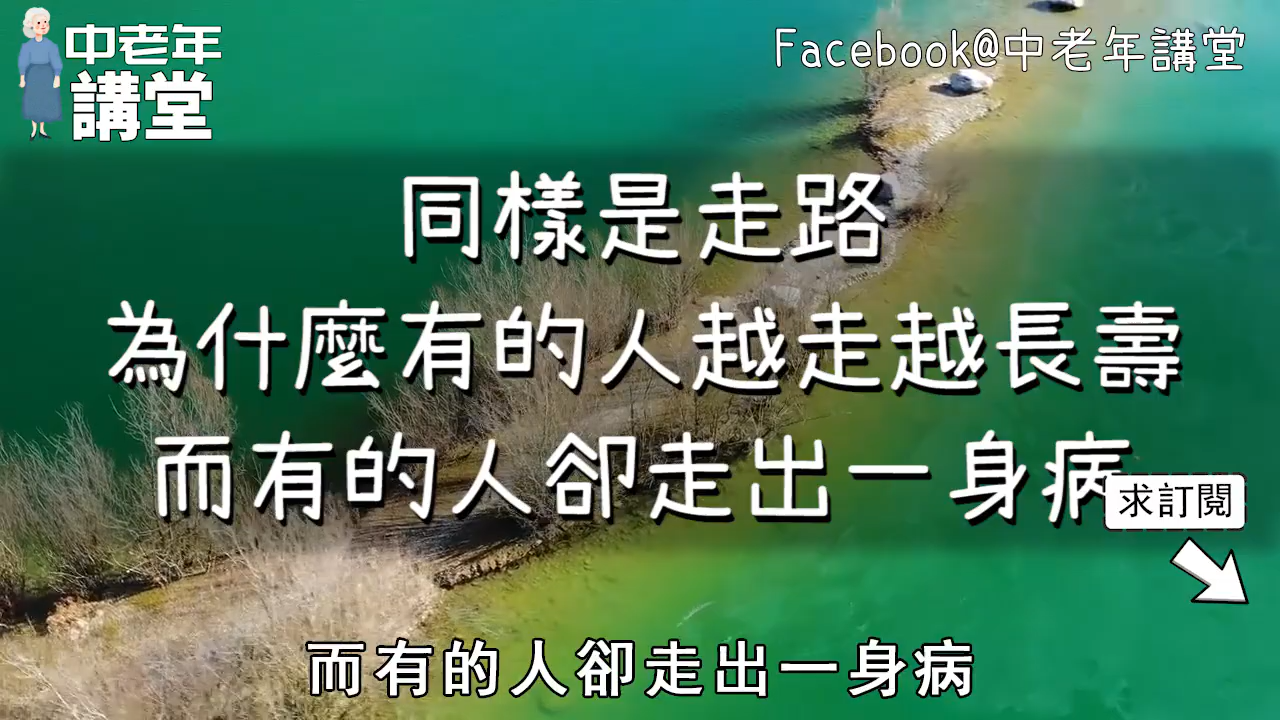 中老年
講堂
Facebook@中老年講堂
同樣是走路
為什麼有的人越走越長壽
而有的人卻走出一身病
求訂閱
而有的人卻走出一身病